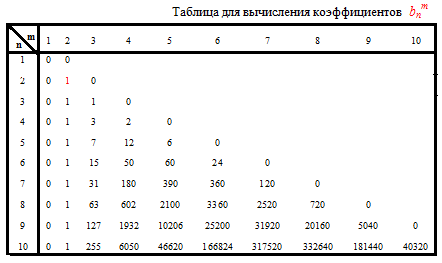 Таблица для вычисления коэффициентов b_n^m
n m 1 2 3 4 5 6 7 8 9 10
1 0 0
2 0 1 0
3 0 1 1 0
4 0 1 3 2 0
5 0 1 7 12 6 0
6 0 1 15 50 60 24 0
7 0 1 31 180 390 360 120 0
8 0 1 63 602 2100 3360 2520 720 0
9 0 1 127 1932 10206 25200 31920 20160 5040 0
10 0 1 255 6050 46620 166824 317520 332640 181440 40320